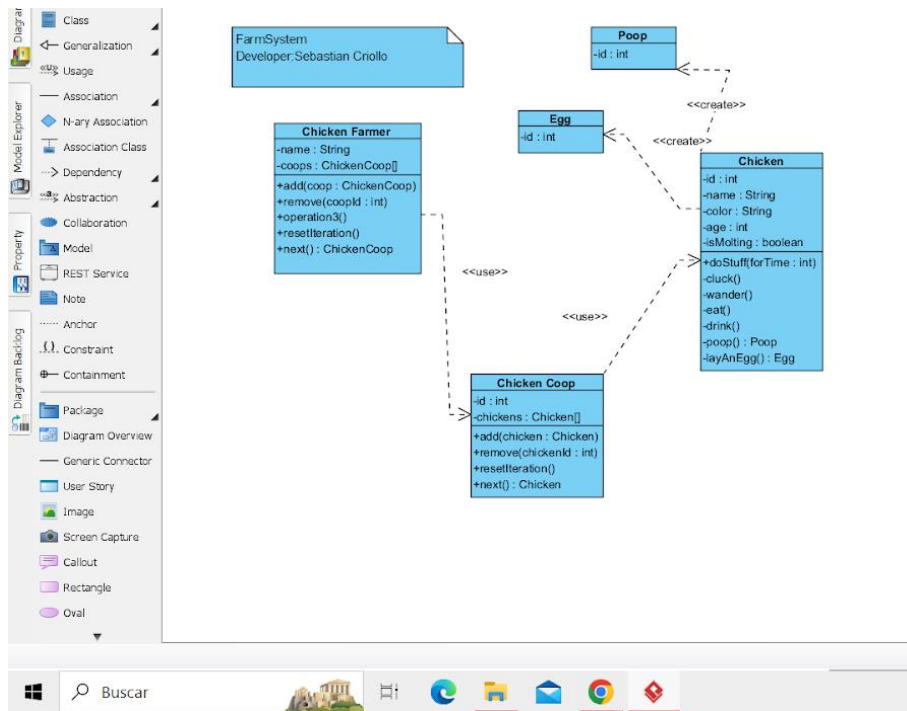 Diagrar
Model Explorer
Property
Diagram Backlog
Class
Generalization
Usage
Association
N-ary Association
Association Class
Dependency
Abstraction
Collaboration
Model
REST Service
Note
Anchor
Constraint
Containment
Package
Diagram Overview
Generic Connector
User Story
Image
Screen Capture
Callout
Rectangle
Oval
FarmSystem
Developer:Sebastian Criollo
Poop
-id : int
<<create>>
Egg
-id : int
<<create>>
Chicken Farmer
-name : String
-coops : ChickenCoop[]
+add(coop : ChickenCoop)
+remove(coopId : int)
+operation3()
+resetIteration()
+next() : ChickenCoop
Chicken
-id : int
-name : String
-color : String
-age : int
-isMolting : boolean
+doStuff(forTime : int)
-cluck()
-wander()
-eat()
-drink()
-poop() : Poop
-layAnEgg() : Egg
<<use>>
<<use>>
Chicken Coop
-id : int
-chickens : Chicken[]
+add(chicken : Chicken)
+remove(chickenId : int)
+resetIteration()
+next() : Chicken
Buscar